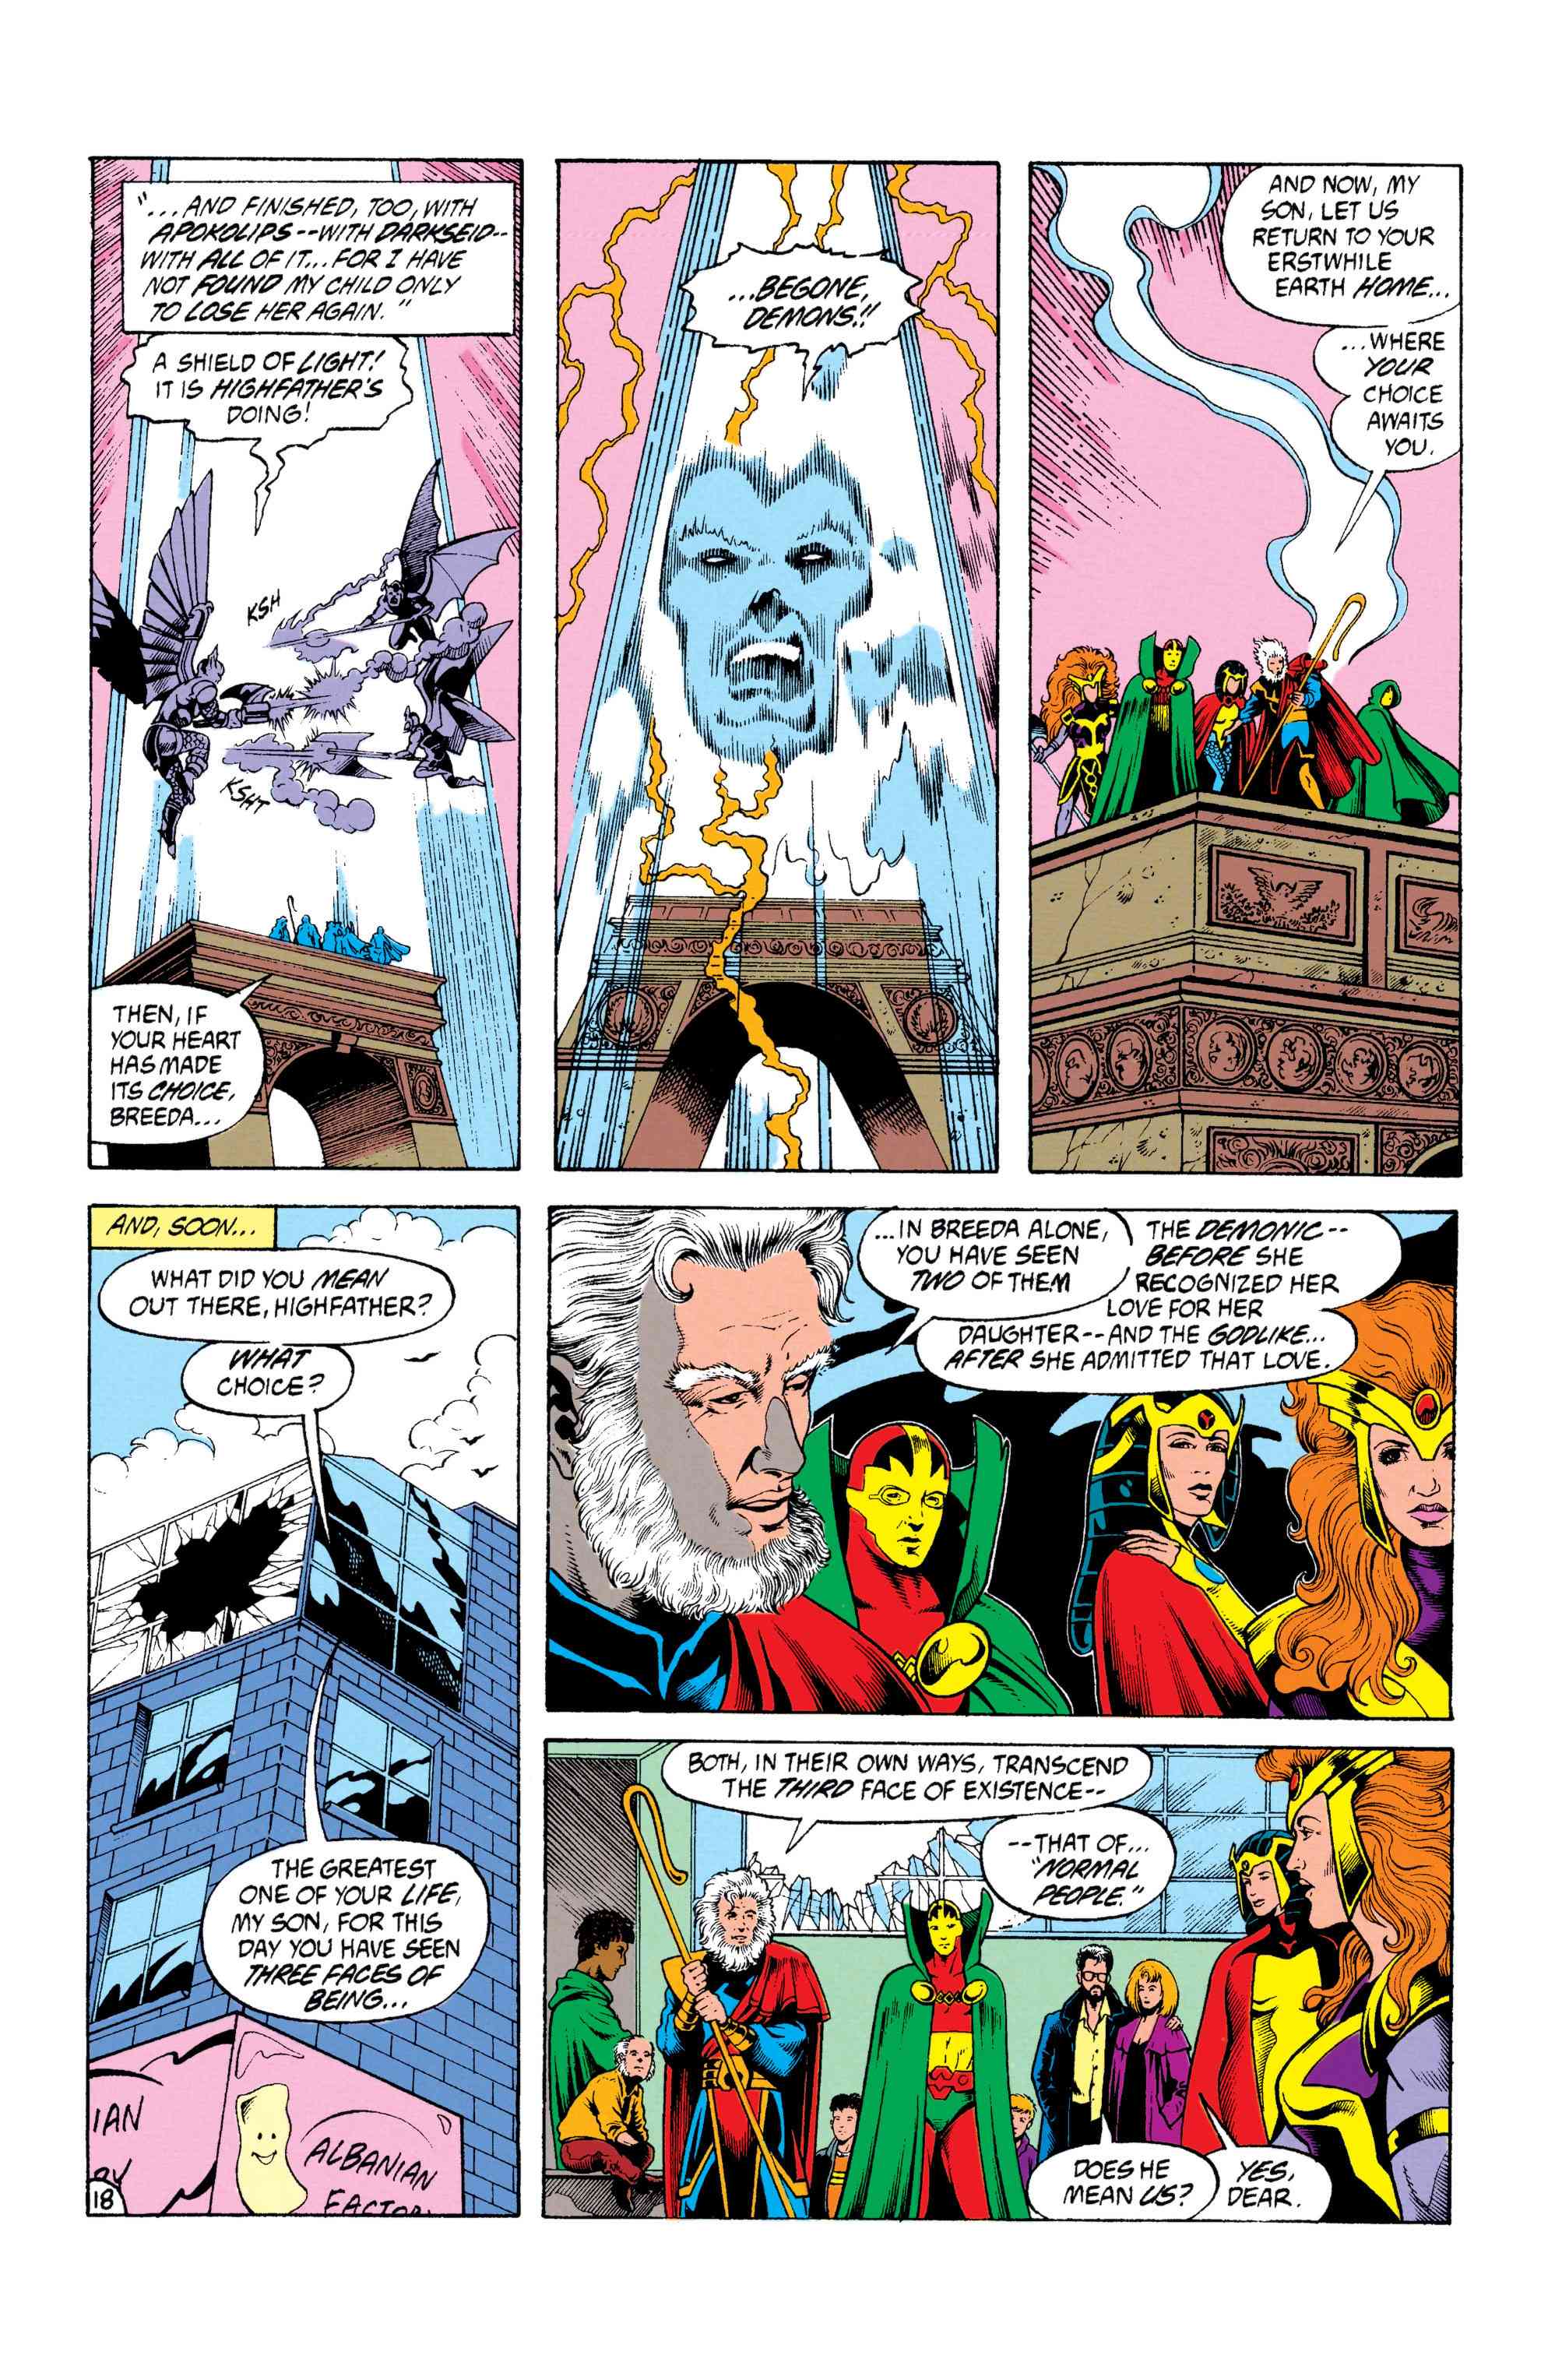 "...AND FINISHED, TOO, WITH
APOKOLIPS--WITH DARKSEID--
WITH ALL OF IT... FOR I HAVE
NOT FOUND MY CHILD ONLY
TO LOSE HER AGAIN."
A SHIELD OF LIGHT!
IT IS HIGHFATHER'S
DOING!
KSH
KSHT
THEN, IF
YOUR HEART
HAS MADE
ITS CHOICE,
BREEDA...
...BEGONE,
DEMONS!!
AND NOW, MY
SON, LET US
RETURN TO YOUR
ERSTWHILE
EARTH HOME...
...WHERE
YOUR
CHOICE
AWAITS
YOU.
AND, SOON...
WHAT DID YOU MEAN
OUT THERE, HIGHFATHER?
WHAT
CHOICE?
THE GREATEST
ONE OF YOUR LIFE,
MY SON, FOR THIS
DAY YOU HAVE SEEN
THREE FACES OF
BEING...
IAN
RY
ALBANIAN
FACTOR
18
...IN BREEDA ALONE,
YOU HAVE SEEN
TWO OF THEM
THE DEMONIC--
BEFORE SHE
RECOGNIZED HER
LOVE FOR HER
DAUGHTER--AND THE GODLIKE...
AFTER SHE ADMITTED THAT LOVE.
BOTH, IN THEIR OWN WAYS, TRANSCEND
THE THIRD FACE OF EXISTENCE--
--THAT OF...
"NORMAL
PEOPLE."
DOES HE
MEAN US?
YES,
DEAR.